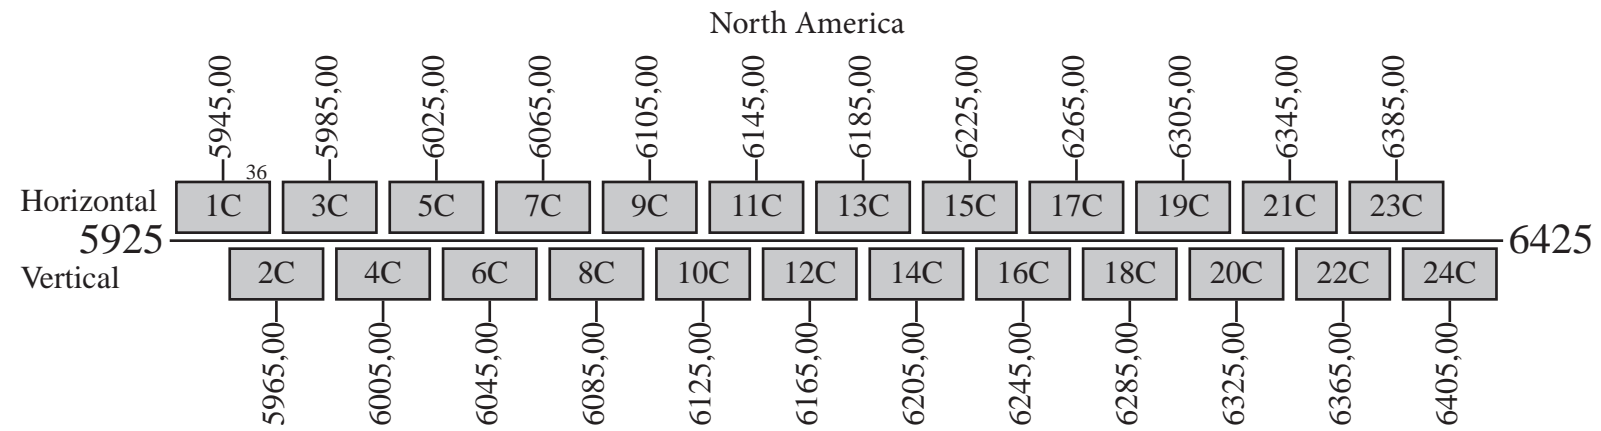 North America
5945,00 5985,00 6025,00 6065,00 6105,00 6145,00 6185,00 6225,00 6265,00 6305,00 6345,00 6385,00
36
Horizontal 1C 3C 5C 7C 9C 11C 13C 15C 17C 19C 21C 23C
5925 6425
Vertical 2C 4C 6C 8C 10C 12C 14C 16C 18C 20C 22C 24C
5965,00 6005,00 6045,00 6085,00 6125,00 6165,00 6205,00 6245,00 6285,00 6325,00 6365,00 6405,00